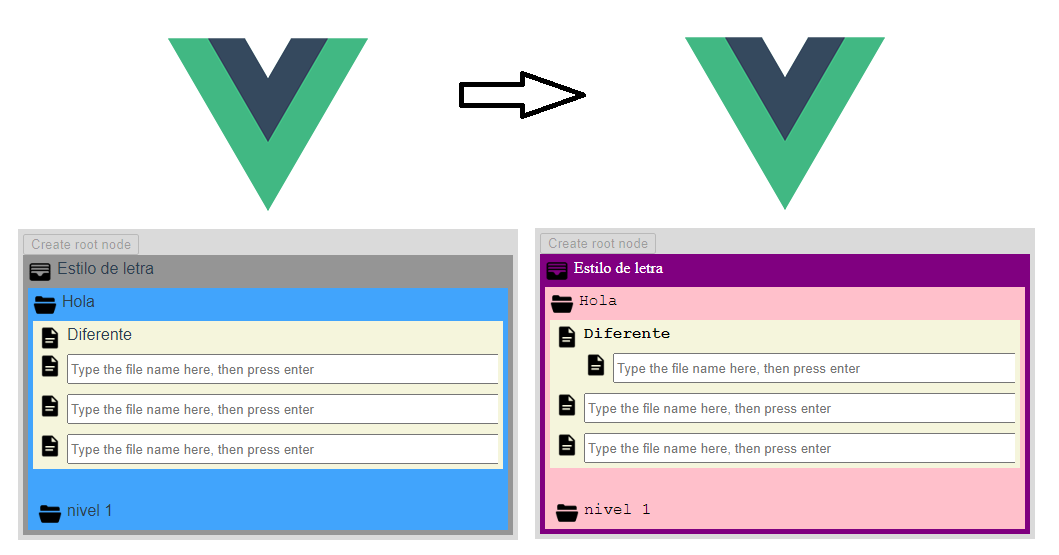 Create root node
Estilo de letra
Hola
Diferente
Type the file name here, then press enter
Type the file name here, then press enter
Type the file name here, then press enter
nivel 1
Create root node
Estilo de letra
Hola
Diferente
Type the file name here, then press enter
Type the file name here, then press enter
Type the file name here, then press enter
nivel 1